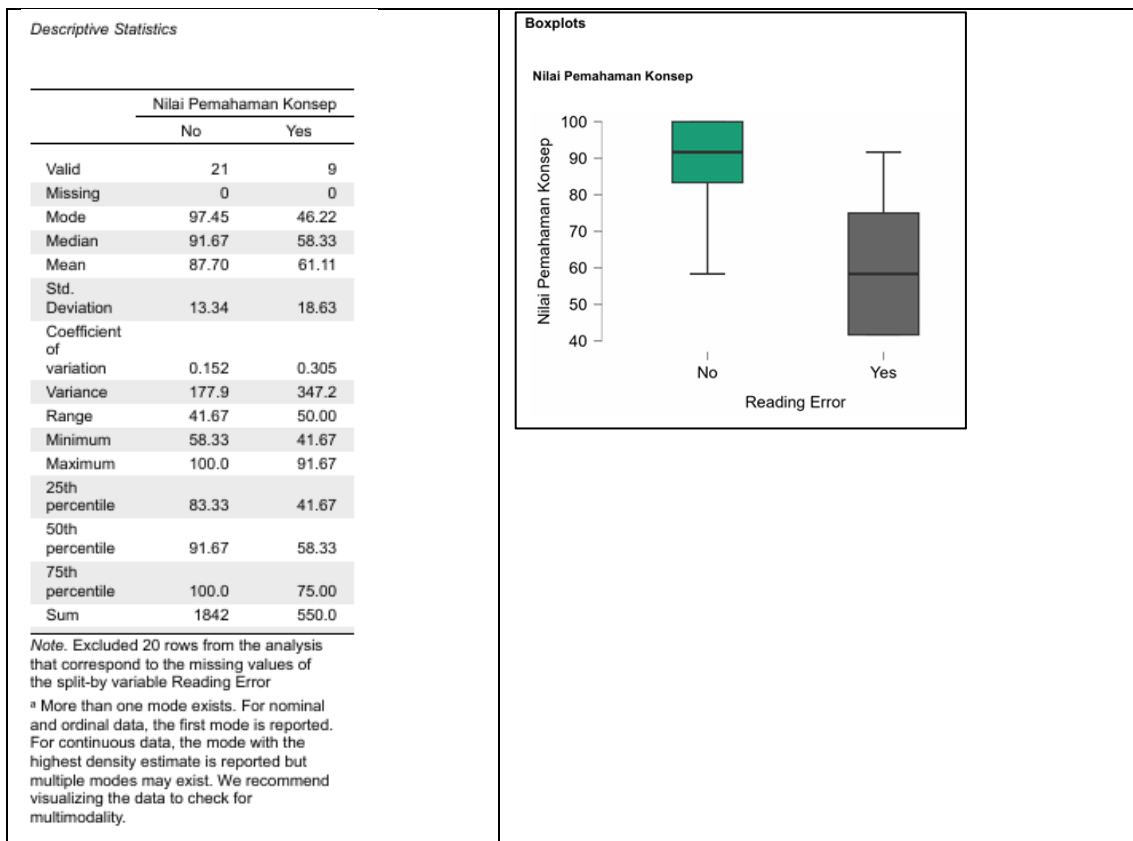 Descriptive Statistics
Nilai Pemahaman Konsep
No Yes
Valid 21 9
Missing 0 0
Mode 97.45 46.22
Median 91.67 58.33
Mean 87.70 61.11
Std.
Deviation 13.34 18.63
Coefficient
of
variation 0.152 0.305
Variance 177.9 347.2
Range 41.67 50.00
Minimum 58.33 41.67
Maximum 100.0 91.67
25th
percentile 83.33 41.67
50th
percentile 91.67 58.33
75th
percentile 100.0 75.00
Sum 1842 550.0
Note. Excluded 20 rows from the analysis
that correspond to the missing values of
the split-by variable Reading Error
ᵃ More than one mode exists. For nominal
and ordinal data, the first mode is reported.
For continuous data, the mode with the
highest density estimate is reported but
multiple modes may exist. We recommend
visualizing the data to check for
multimodality.
Boxplots
Nilai Pemahaman Konsep
Nilai Pemahaman Konsep
100
90
80
70
60
50
40
No Yes
Reading Error